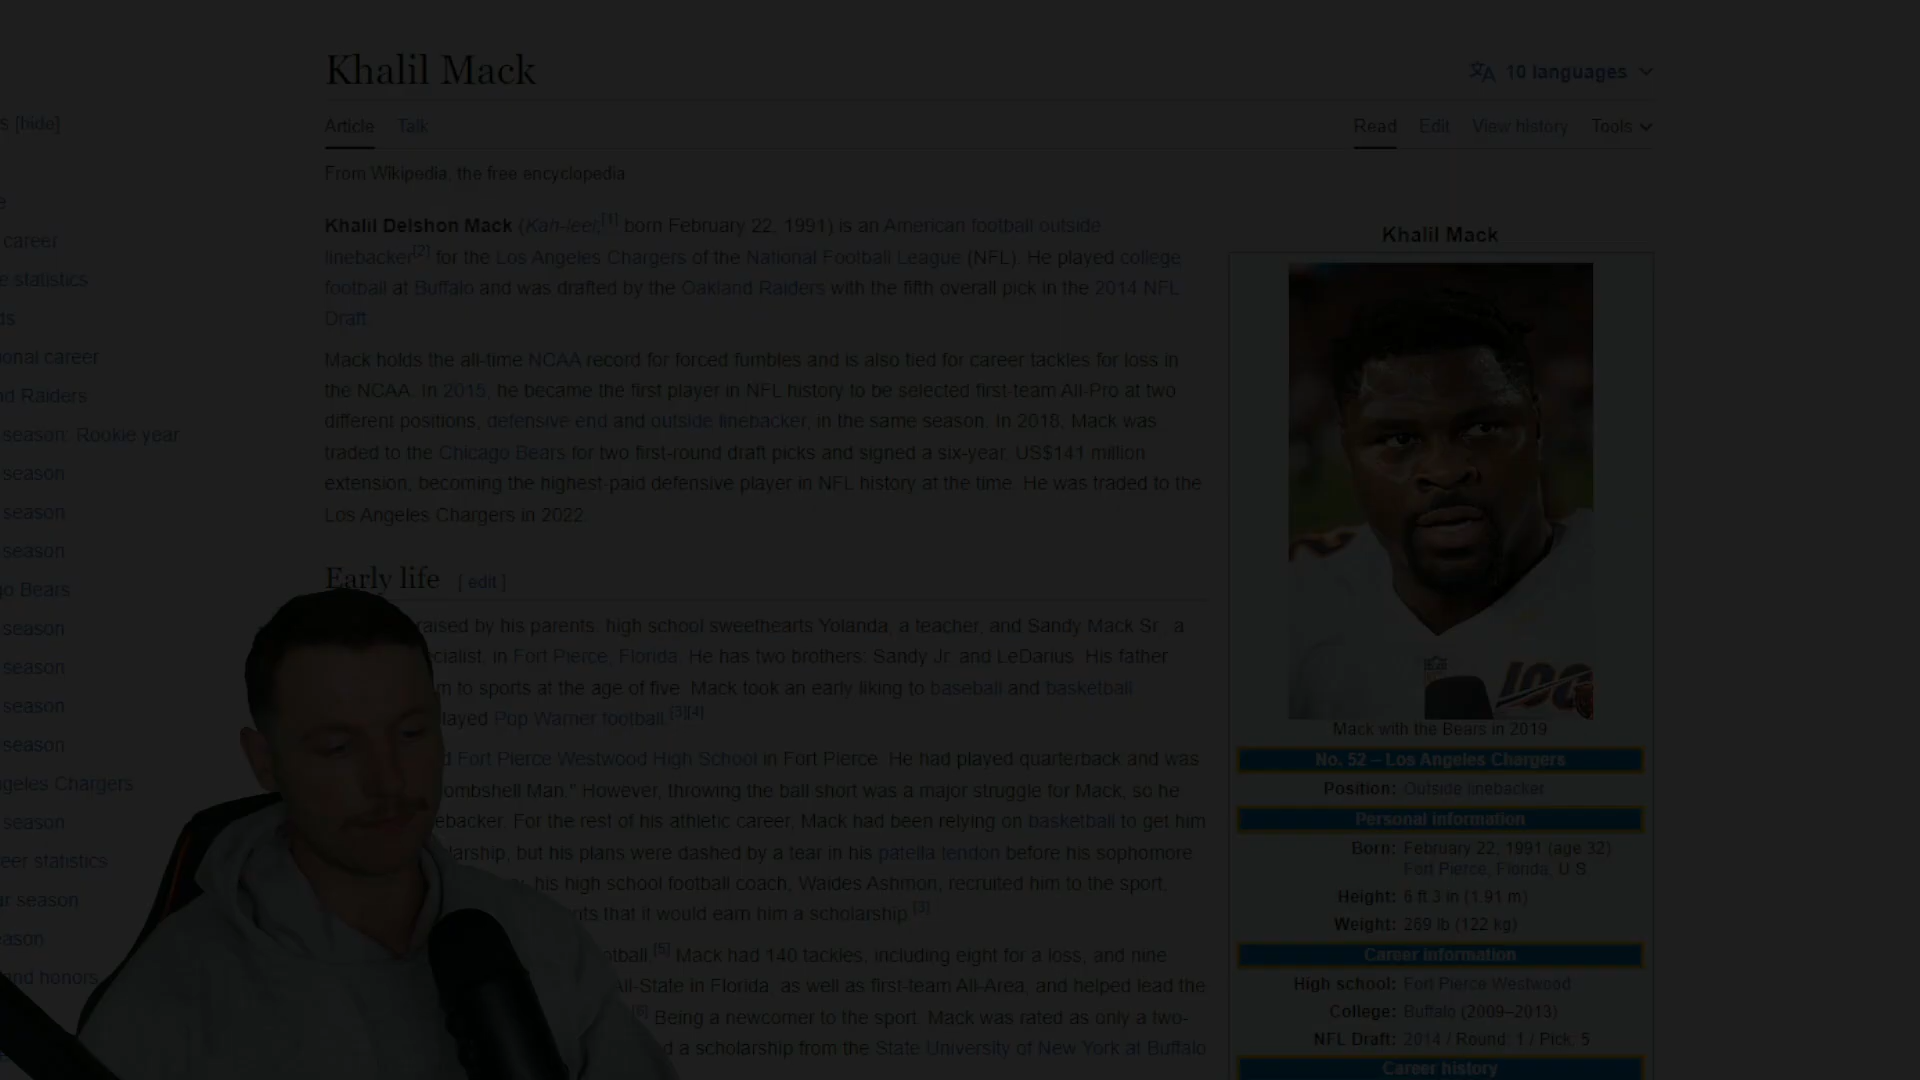 Khalil Mack
10 languages
s [hide]
Article Talk
Read Edit View history Tools
From Wikipedia, the free encyclopedia
e
career
e statistics
ds
onal career
nd Raiders
season: Rookie year
season
season
season
go Bears
season
season
season
season
ngeles Chargers
season
eer statistics
ar season
eason
and honors
Khalil Delshon Mack (Kah-leel;[1] born February 22, 1991) is an American football outside
linebacker[2] for the Los Angeles Chargers of the National Football League (NFL). He played college
football at Buffalo and was drafted by the Oakland Raiders with the fifth overall pick in the 2014 NFL
Draft.
Mack holds the all-time NCAA record for forced fumbles and is also tied for career tackles for loss in
the NCAA. In 2015, he became the first player in NFL history to be selected first-team All-Pro at two
different positions, defensive end and outside linebacker, in the same season. In 2018, Mack was
traded to the Chicago Bears for two first-round draft picks and signed a six-year, US$141 million
extension, becoming the highest-paid defensive player in NFL history at the time. He was traded to the
Los Angeles Chargers in 2022.
Early life [ edit ]
raised by his parents: high school sweethearts Yolanda, a teacher, and Sandy Mack Sr., a
cialist, in Fort Pierce, Florida. He has two brothers: Sandy Jr. and LeDarius. His father
m to sports at the age of five. Mack took an early liking to baseball and basketball
layed Pop Warner football.[3][4]
d Fort Pierce Westwood High School in Fort Pierce. He had played quarterback and was
ombshell Man." However, throwing the ball short was a major struggle for Mack, so he
ebacker. For the rest of his athletic career, Mack had been relying on basketball to get him
larship, but his plans were dashed by a tear in his patella tendon before his sophomore
his high school football coach, Waides Ashmon, recruited him to the sport,
nts that it would earn him a scholarship.[3]
otball.[5] Mack had 140 tackles, including eight for a loss, and nine
All-State in Florida, as well as first-team All-Area, and helped lead the
[6] Being a newcomer to the sport, Mack was rated as only a two-
d a scholarship from the State University of New York at Buffalo
Khalil Mack
100
Mack with the Bears in 2019
No. 52 – Los Angeles Chargers
Position: Outside linebacker
Personal information
Born: February 22, 1991 (age 32)
Fort Pierce, Florida, U.S.
Height: 6 ft 3 in (1.91 m)
Weight: 269 lb (122 kg)
Career information
High school: Fort Pierce Westwood
College: Buffalo (2009–2013)
NFL Draft: 2014 / Round: 1 / Pick: 5
Career history